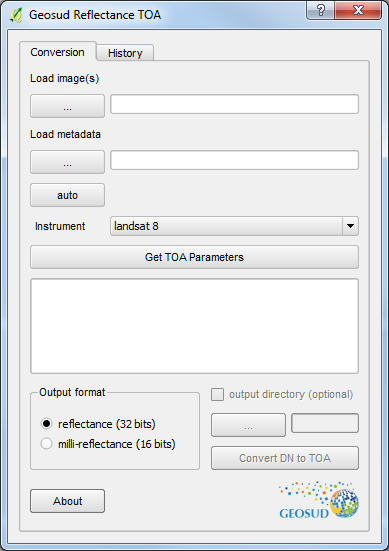 Geosud Reflectance TOA
?
Conversion
History
Load image(s)
...
Load metadata
...
auto
Instrument
landsat 8
Get TOA Parameters
Output format
reflectance (32 bits)
milli-reflectance (16 bits)
output directory (optional)
...
Convert DN to TOA
About
GEOSUD